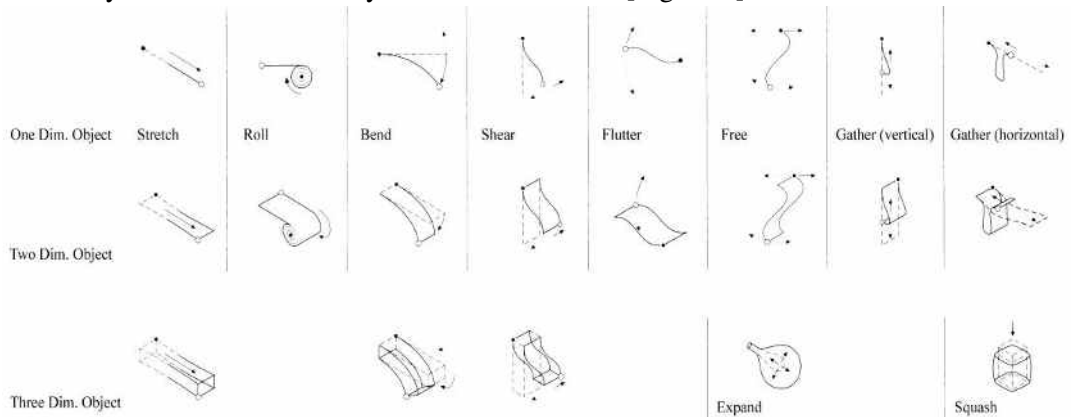 One Dim. Object Stretch Roll Bend Shear Flutter Free Gather (vertical) Gather (horizontal)
Two Dim. Object
Three Dim. Object Expand Squash